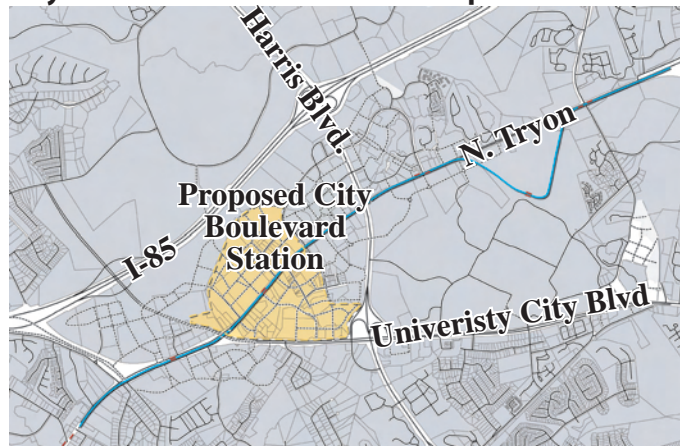 Harris Blvd.
N. Tryon
Proposed City
Boulevard
Station
I-85
Univeristy City Blvd